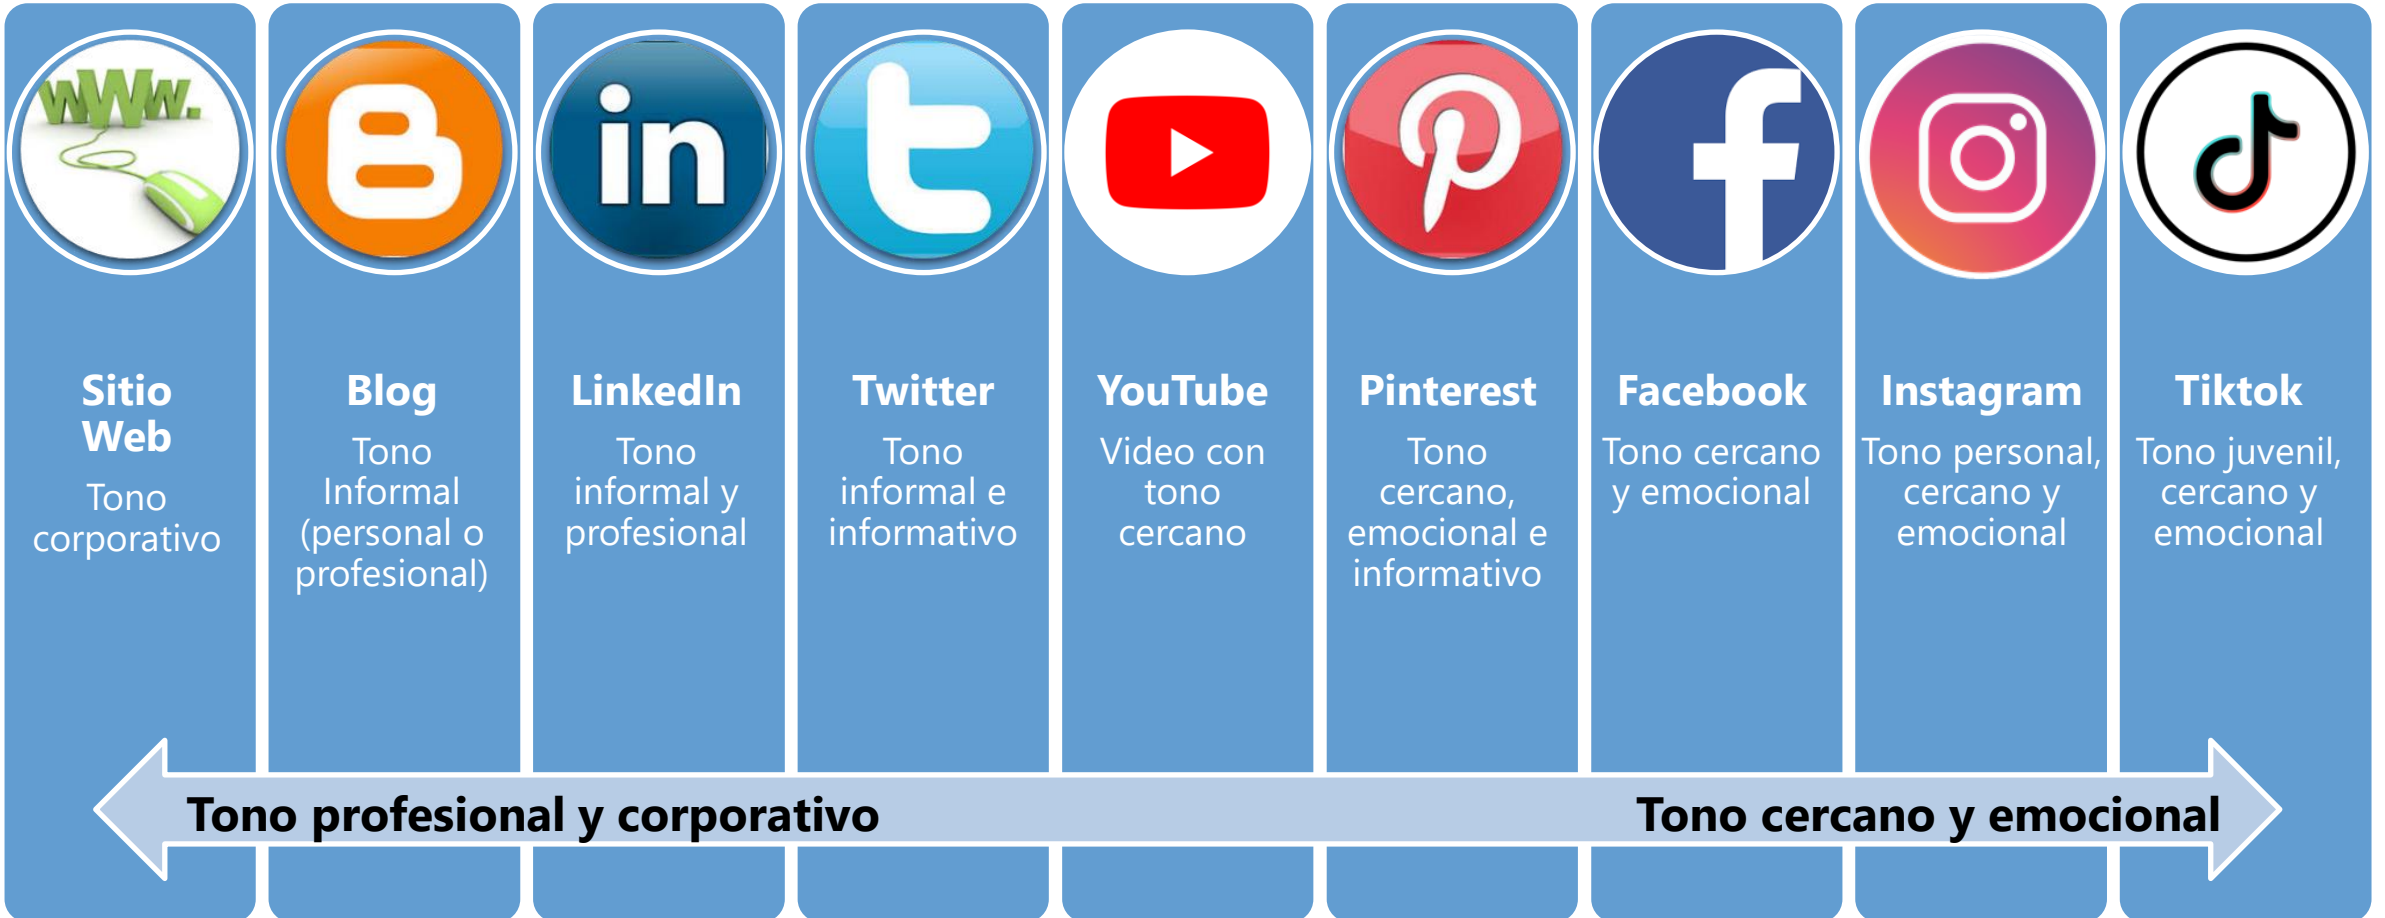 www.
in
Sitio
Web
Tono
corporativo
Blog
Tono
Informal
(personal o
profesional)
LinkedIn
Tono
informal y
profesional
Twitter
Tono
informal e
informativo
YouTube
Video con
tono
cercano
Pinterest
Tono
cercano,
emocional e
informativo
Facebook
Tono cercano
y emocional
Instagram
Tono personal,
cercano y
emocional
Tiktok
Tono juvenil,
cercano y
emocional
Tono profesional y corporativo
Tono cercano y emocional